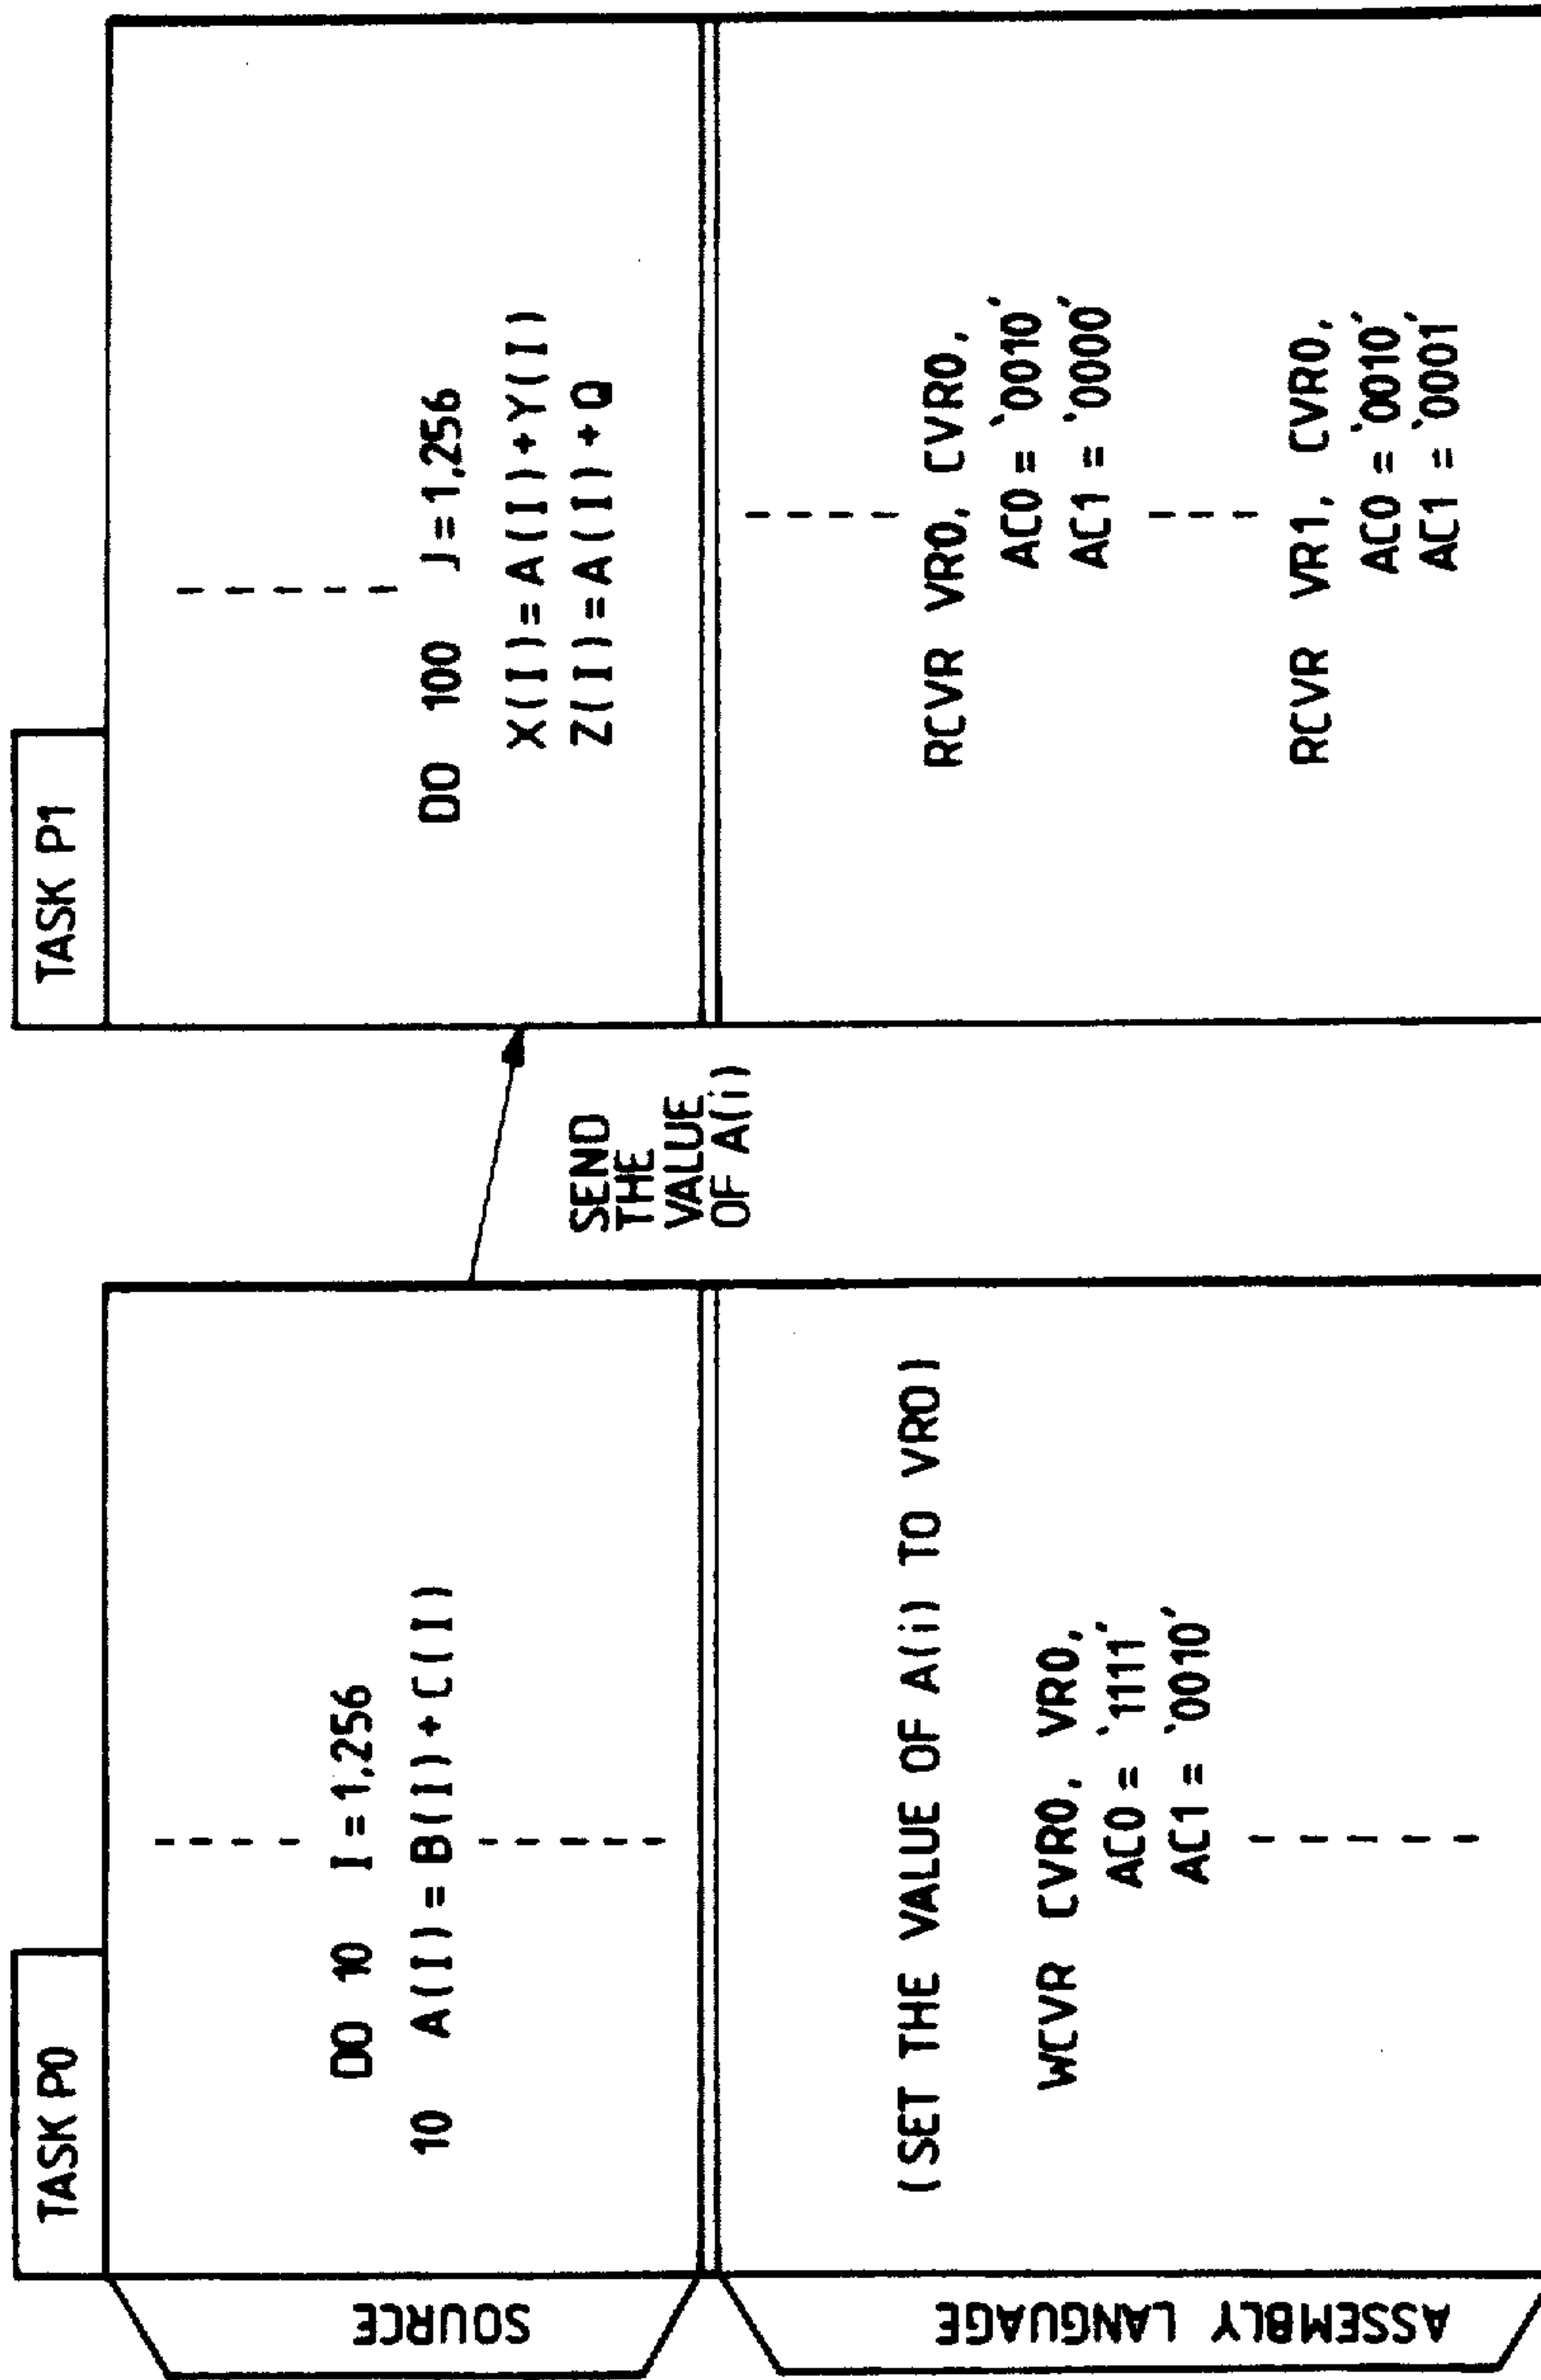 TASK P0
SOURCE
DO 10 I=1,256
10 A(I)=B(I)+C(I)
ASSEMBLY LANGUAGE
(SET THE VALUE OF A(i) TO VR0)
WCVR CVR0, VR0,
AC0 = `1111´
AC1 = `0010´
SEND
THE
VALUE
OF A(i)
TASK P1
DO 100 J=1,256
X(I)=A(I)+Y(I)
Z(I)=A(I)+Q
RCVR VR0, CVR0,
AC0 = `0010´
AC1 = `0000´
RCVR VR1, CVR0,
AC0 = `0010´
AC1 = `0001´